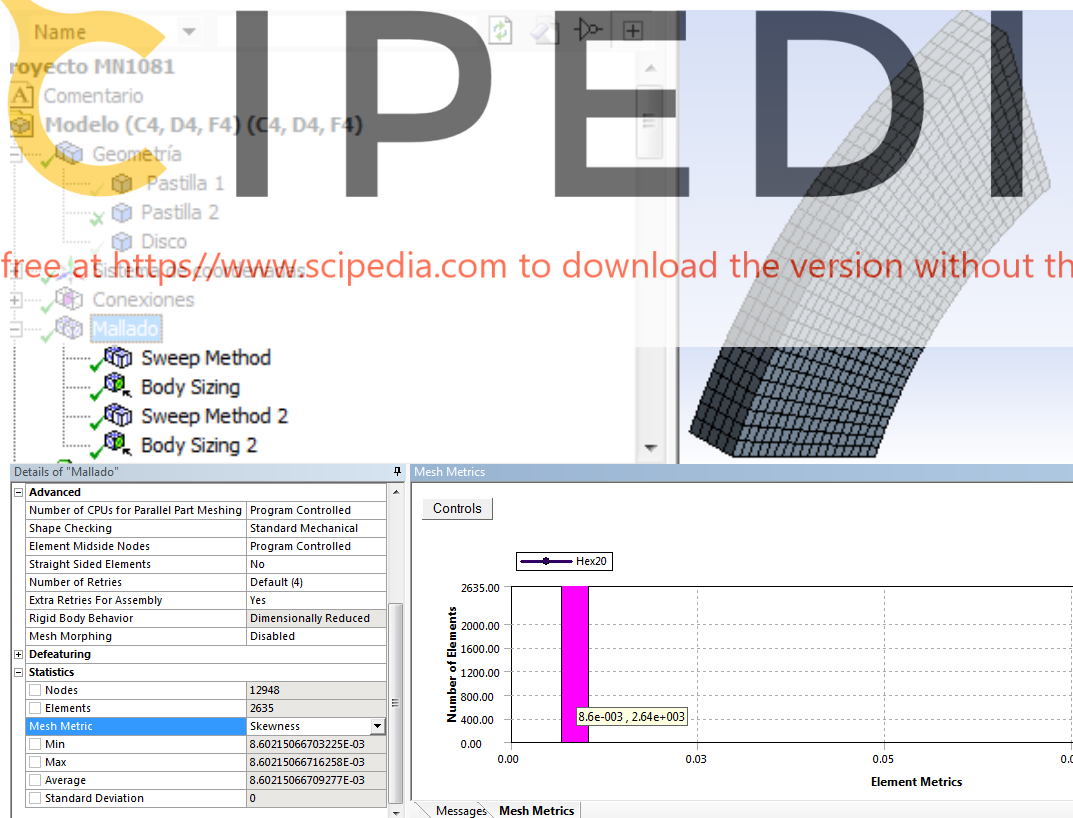 Name
CIPEDI
royecto MN1081
A Comentario
Modelo (C4, D4, F4) (C4, D4, F4)
Geometría
Pastilla 1
Pastilla 2
Disco
free at https://www.scipedia.com to download the version without th
Sistema de coordenadas
Conexiones
Mallado
Sweep Method
Body Sizing
Sweep Method 2
Body Sizing 2
Details of "Mallado"
Advanced
Number of CPUs for Parallel Part Meshing Program Controlled
Shape Checking Standard Mechanical
Element Midside Nodes Program Controlled
Straight Sided Elements No
Number of Retries Default (4)
Extra Retries For Assembly Yes
Rigid Body Behavior Dimensionally Reduced
Mesh Morphing Disabled
Defeaturing
Statistics
Nodes 12948
Elements 2635
Mesh Metric Skewness
Min 8.60215066703225E-03
Max 8.60215066716258E-03
Average 8.60215066709277E-03
Standard Deviation 0
Mesh Metrics
Controls
Hex20
Number of Elements
2635.00
2000.00
1600.00
1200.00
800.00
400.00
0.00
8.6e-003 , 2.64e+003
0.00 0.03 0.05 0.0
Element Metrics
Messages Mesh Metrics